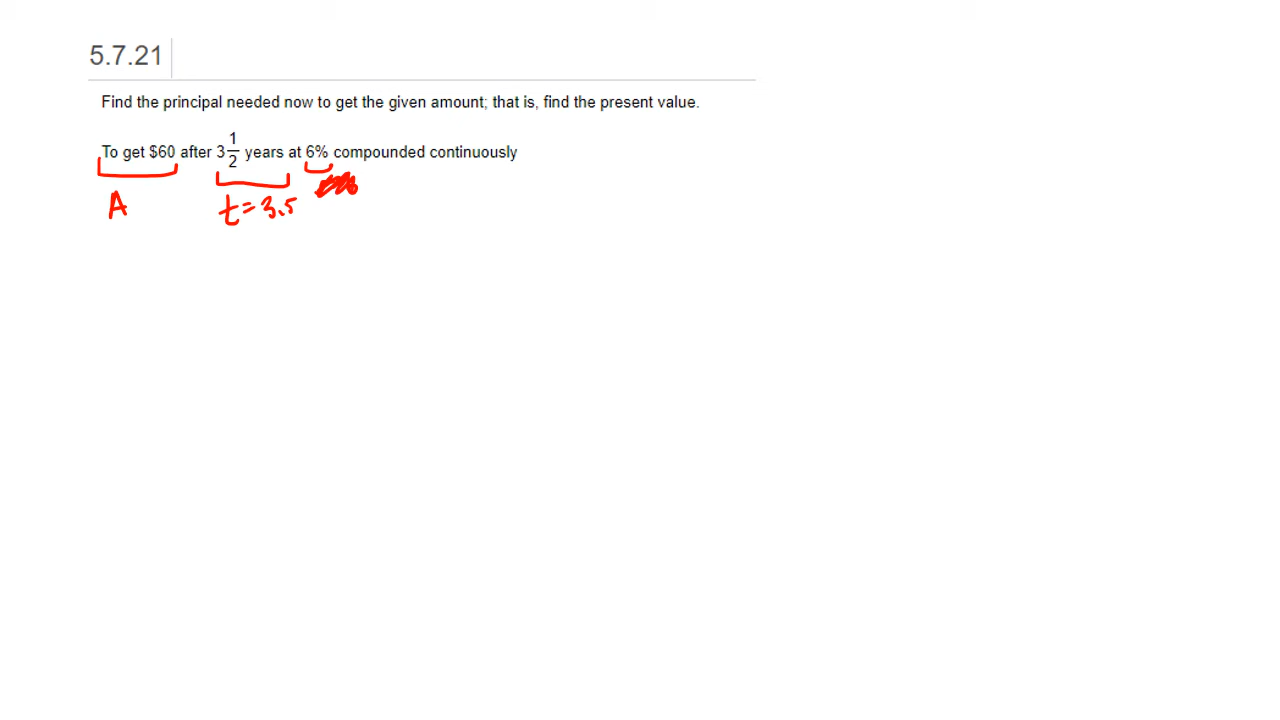 5.7.21
Find the principal needed now to get the given amount; that is, find the present value.
To get $60 after 3 1/2 years at 6% compounded continuously
A t=3.5